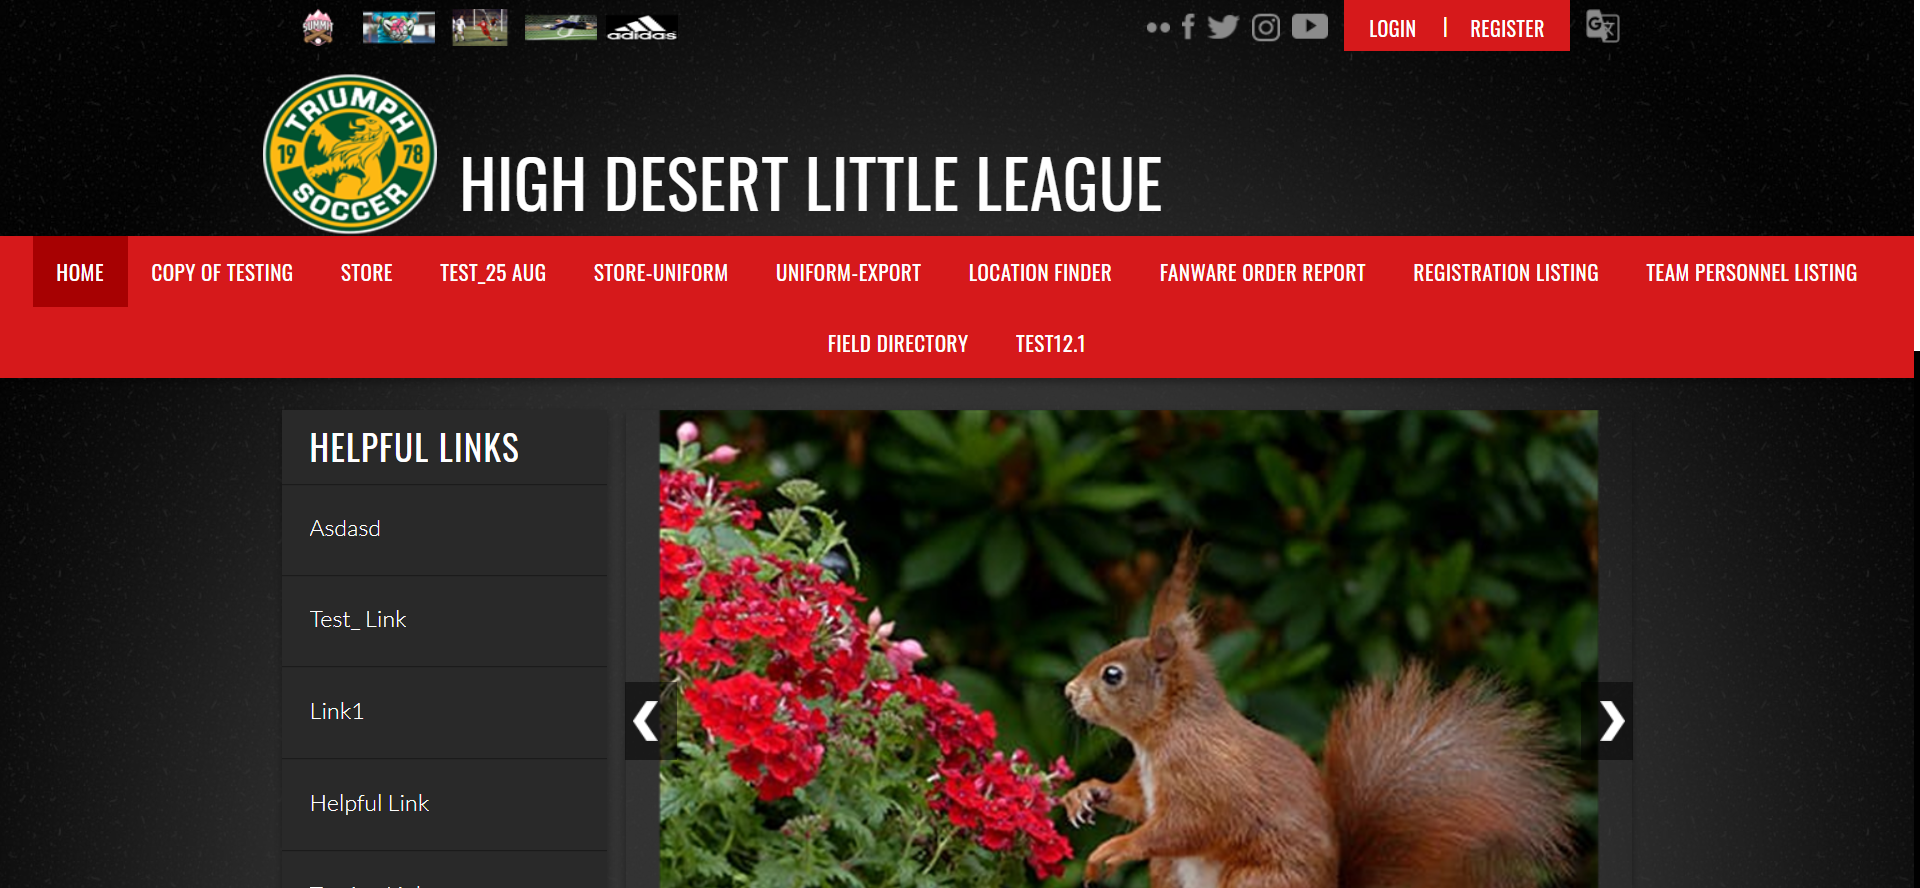 SUMMIT
adidas
LOGIN | REGISTER
TRIUMPH
19 78
SOCCER
HIGH DESERT LITTLE LEAGUE
HOME COPY OF TESTING STORE TEST_25 AUG STORE-UNIFORM UNIFORM-EXPORT LOCATION FINDER FANWARE ORDER REPORT REGISTRATION LISTING TEAM PERSONNEL LISTING
FIELD DIRECTORY TEST12.1
HELPFUL LINKS
Asdasd
Test_ Link
Link1
Helpful Link